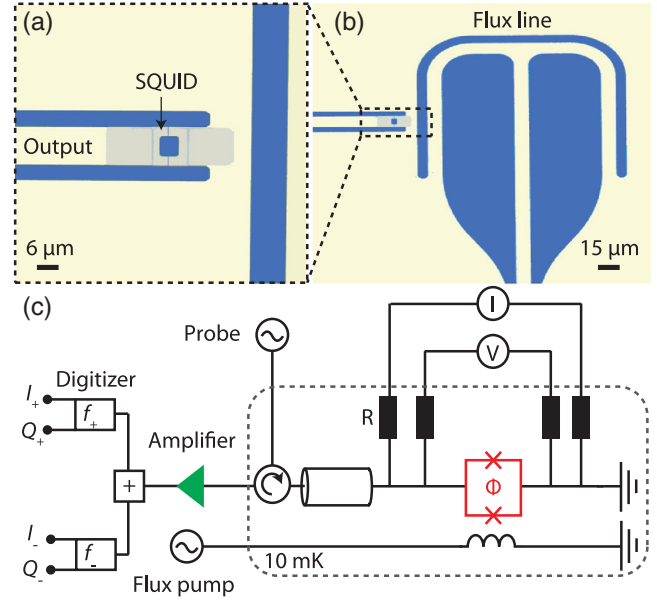 (a)
SQUID
Output
6 μm
(b)
Flux line
15 μm
(c)
I
Probe
V
Digitizer
I+
f+
Q+
R
Amplifier
Φ
+
I-
f-
Q-
10 mK
Flux pump